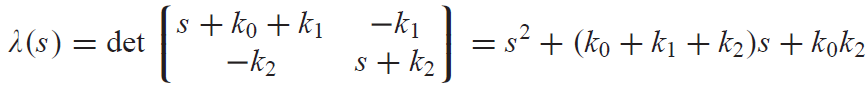 λ(s) = det [ s + k₀ + k₁  −k₁
−k₂  s + k₂ ] = s² + (k₀ + k₁ + k₂)s + k₀k₂